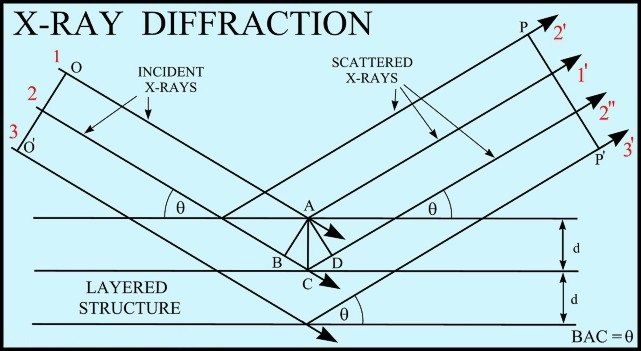 X-RAY DIFFRACTION
P
2'
1
O
INCIDENT
X-RAYS
SCATTERED
X-RAYS
1'
2
2''
3
O'
P'
3'
θ
A
θ
B
D
d
C
LAYERED
STRUCTURE
θ
d
BAC = θ